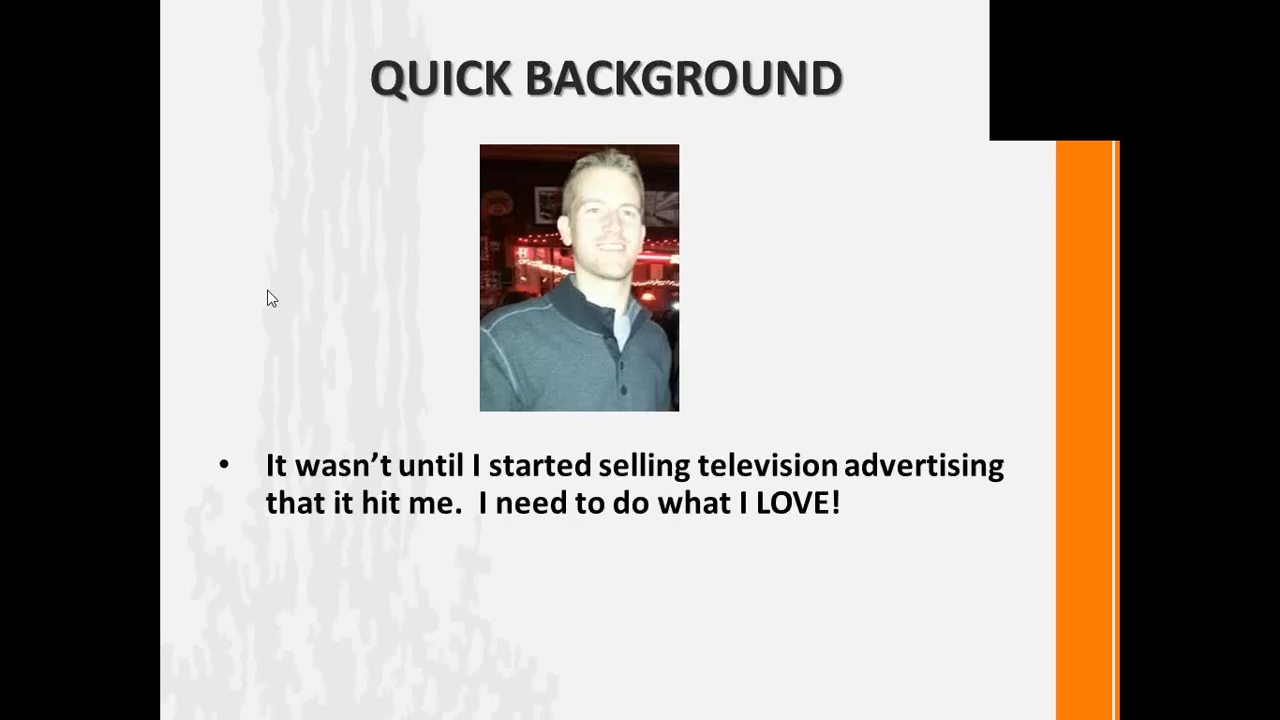 QUICK BACKGROUND
• It wasn’t until I started selling television advertising
that it hit me.  I need to do what I LOVE!